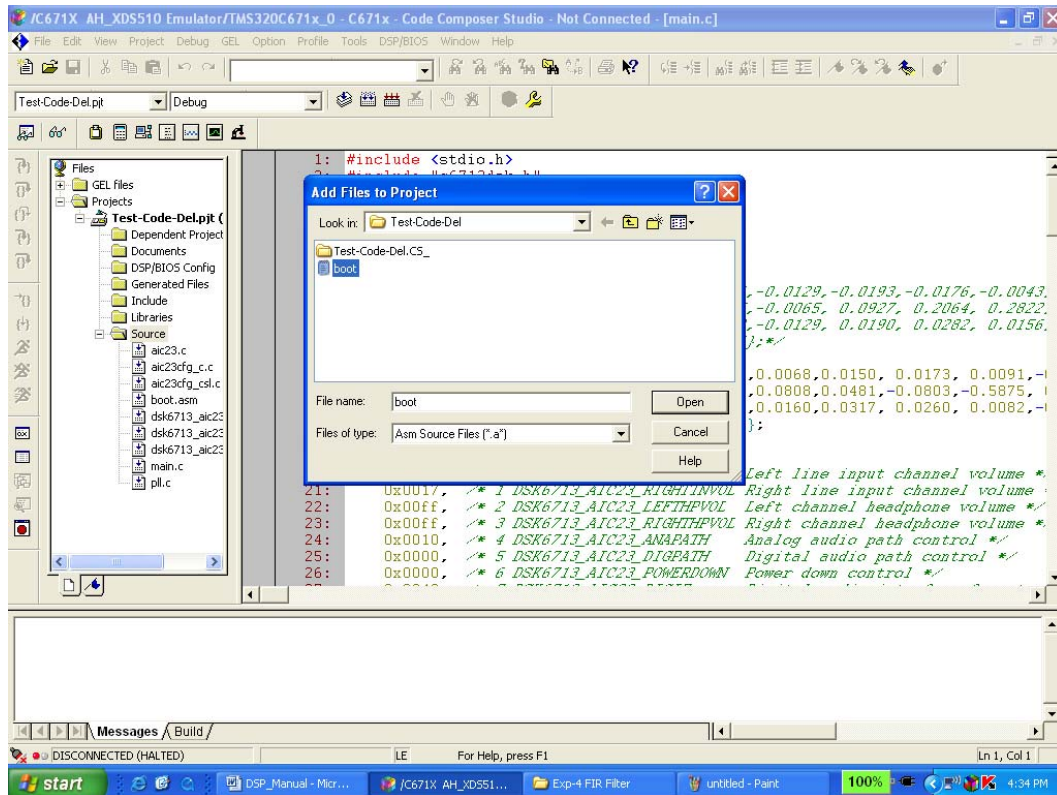 /C671X AH_XDS510 Emulator/TMS320C671x_0 - C671x - Code Composer Studio - Not Connected - [main.c]
File Edit View Project Debug GEL Option Profile Tools DSP/BIOS Window Help
Test-Code-Del.pjt Debug
Files
GEL files
Projects
Test-Code-Del.pjt (
Dependent Project
Documents
DSP/BIOS Config
Generated Files
Include
Libraries
Source
aic23.c
aic23cfg_c.c
aic23cfg_csl.c
boot.asm
dsk6713_aic23
dsk6713_aic23
dsk6713_aic23
main.c
pll.c
1: #include <stdio.h>
Add Files to Project
Look in: Test-Code-Del
Test-Code-Del.CS_
boot
File name: boot Open
Files of type: Asm Source Files (*.a*) Cancel
Help
,-0.0129,-0.0193,-0.0176,-0.0043,
,-0.0065, 0.0927, 0.2064, 0.2822,
,-0.0129, 0.0190, 0.0282, 0.0156,
};*/
,0.0068,0.0150, 0.0173, 0.0091,-
,0.0808,0.0481,-0.0803,-0.5875,
,0.0160,0.0317, 0.0260, 0.0082,-
};
Left line input channel volume *
21: 0x0017, /* 1 DSK6713_AIC23_RIGHTINVOL Right line input channel volume
22: 0x00ff, /* 2 DSK6713_AIC23_LEFTHPVOL Left channel headphone volume */
23: 0x00ff, /* 3 DSK6713_AIC23_RIGHTHPVOL Right channel headphone volume *
24: 0x0010, /* 4 DSK6713_AIC23_ANAPATH Analog audio path control */
25: 0x0000, /* 5 DSK6713_AIC23_DIGPATH Digital audio path control */
26: 0x0000, /* 6 DSK6713_AIC23_POWERDOWN Power down control */
Messages Build
DISCONNECTED (HALTED) LE For Help, press F1 Ln 1, Col 1
start DSP_Manual - Micr... /C671X AH_XDS51... Exp-4 FIR Filter untitled - Paint 100% 4:34 PM